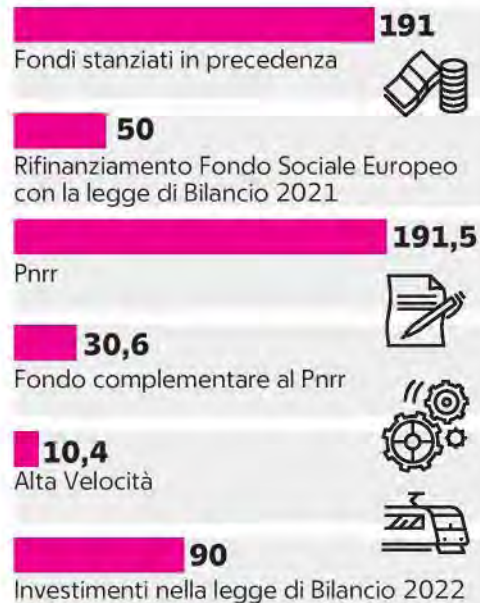 191
Fondi stanziati in precedenza
50
Rifinanziamento Fondo Sociale Europeo
con la legge di Bilancio 2021
191,5
Pnrr
30,6
Fondo complementare al Pnrr
10,4
Alta Velocità
90
Investimenti nella legge di Bilancio 2022